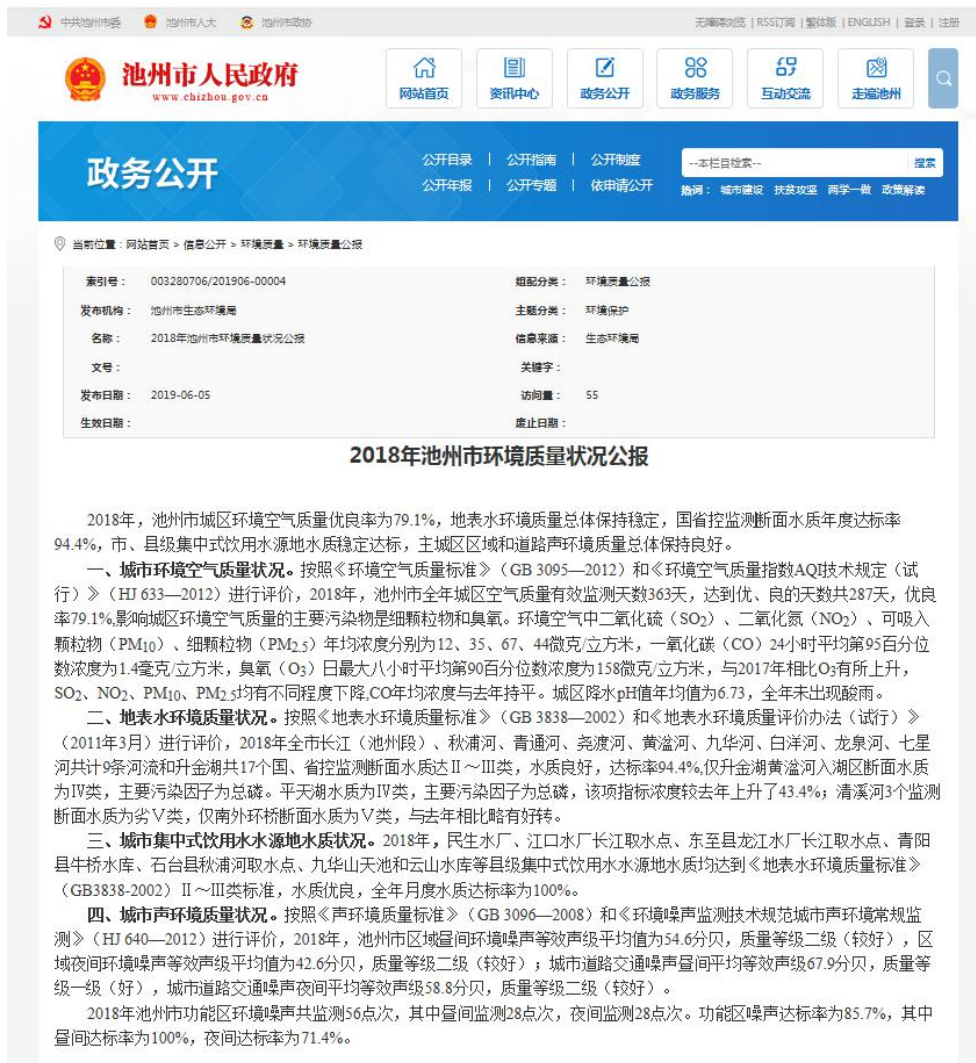 中共池州市委 池州市人大 池州市政协 无障碍浏览 | RSS订阅 | 繁体版 | ENGLISH | 登录 | 注册
池州市人民政府
www.chizhou.gov.cn
网站首页 资讯中心 政务公开 政务服务 互动交流 走遍池州
政务公开
公开目录 | 公开指南 | 公开制度
公开年报 | 公开专题 | 依申请公开
--本栏目检索-- 搜索
热词: 城市建设 扶贫攻坚 两学一做 政策解读
当前位置:网站首页 > 信息公开 > 环境质量 > 环境质量公报
索引号: 003280706/201906-00004 组配分类: 环境质量公报
发布机构: 池州市生态环境局 主题分类: 环境保护
名称: 2018年池州市环境质量状况公报 信息来源: 生态环境局
文号: 关键字:
发布日期: 2019-06-05 访问量: 55
生效日期: 废止日期:
2018年池州市环境质量状况公报
2018年,池州市城区环境空气质量优良率为79.1%,地表水环境质量总体保持稳定,国省控监测断面水质年度达标率
94.4%,市、县级集中式饮用水源地水质稳定达标,主城区区域和道路声环境质量总体保持良好。
一、城市环境空气质量状况。按照《环境空气质量标准》(GB 3095—2012)和《环境空气质量指数AQI技术规定(试
行)》(HJ 633—2012)进行评价,2018年,池州市全年城区空气质量有效监测天数363天,达到优、良的天数共287天,优良
率79.1%,影响城区环境空气质量的主要污染物是细颗粒物和臭氧。环境空气中二氧化硫(SO₂)、二氧化氮(NO₂)、可吸入
颗粒物(PM₁₀)、细颗粒物(PM₂.₅)年均浓度分别为12、35、67、44微克/立方米,一氧化碳(CO)24小时平均第95百分位
数浓度为1.4毫克/立方米,臭氧(O₃)日最大八小时平均第90百分位数浓度为158微克/立方米,与2017年相比O₃有所上升,
SO₂、NO₂、PM₁₀、PM₂.₅均有不同程度下降,CO年均浓度与去年持平。城区降水pH值年均值为6.73,全年未出现酸雨。
二、地表水环境质量状况。按照《地表水环境质量标准》(GB 3838—2002)和《地表水环境质量评价办法(试行)》
(2011年3月)进行评价,2018年全市长江(池州段)、秋浦河、青通河、尧渡河、黄湓河、九华河、白洋河、龙泉河、七星
河共计9条河流和升金湖共17个国、省控监测断面水质达Ⅱ~Ⅲ类,水质良好,达标率94.4%,仅升金湖黄湓河入湖区断面水质
为Ⅳ类,主要污染因子为总磷。平天湖水质为Ⅳ类,主要污染因子为总磷,该项指标浓度较去年上升了43.4%;清溪河3个监测
断面水质为劣Ⅴ类,仅南外环桥断面水质为Ⅴ类,与去年相比略有好转。
三、城市集中式饮用水水源地水质状况。2018年,民生水厂、江口水厂长江取水点、东至县龙江水厂长江取水点、青阳
县牛桥水库、石台县秋浦河取水点、九华山天池和云山水库等县级集中式饮用水水源地水质均达到《地表水环境质量标准》
(GB3838-2002)Ⅱ~Ⅲ类标准,水质优良,全年月度水质达标率为100%。
四、城市声环境质量状况。按照《声环境质量标准》(GB 3096—2008)和《环境噪声监测技术规范城市声环境常规监
测》(HJ 640—2012)进行评价,2018年,池州市区域昼间环境噪声等效声级平均值为54.6分贝,质量等级二级(较好),区
域夜间环境噪声等效声级平均值为42.6分贝,质量等级二级(较好);城市道路交通噪声昼间平均等效声级67.9分贝,质量等
级一级(好),城市道路交通噪声夜间平均等效声级58.8分贝,质量等级二级(较好)。
2018年池州市功能区环境噪声共监测56点次,其中昼间监测28点次,夜间监测28点次。功能区噪声达标率为85.7%,其中
昼间达标率为100%,夜间达标率为71.4%。